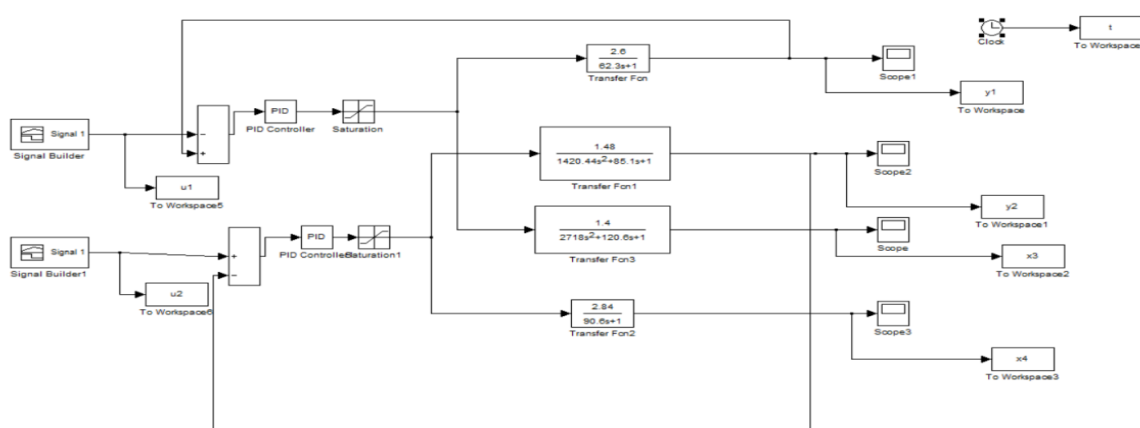 t
Clock
To Workspace
2.6
62.3s+1
Transfer Fcn
Scope1
y1
To Workspace
Signal 1
Signal Builder
−
+
PID
PID Controller
Saturation
u1
To Workspace5
1.48
1420.44s²+85.1s+1
Transfer Fcn1
Scope2
y2
To Workspace1
Signal 1
Signal Builder1
+
−
PID
PID Controller
Saturation1
u2
To Workspace6
1.4
2718s²+120.6s+1
Transfer Fcn3
Scope
x3
To Workspace2
2.84
90.6s+1
Transfer Fcn2
Scope3
x4
To Workspace3